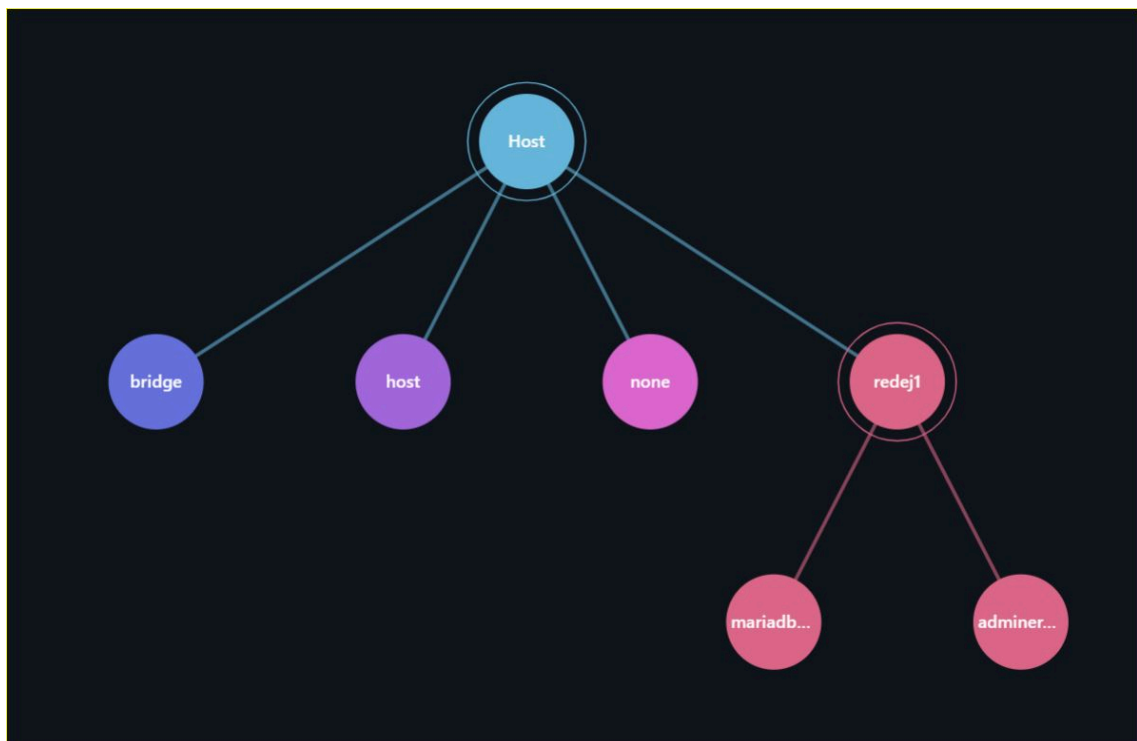 Host
bridge
host
none
redej1
mariadb...
adminer...